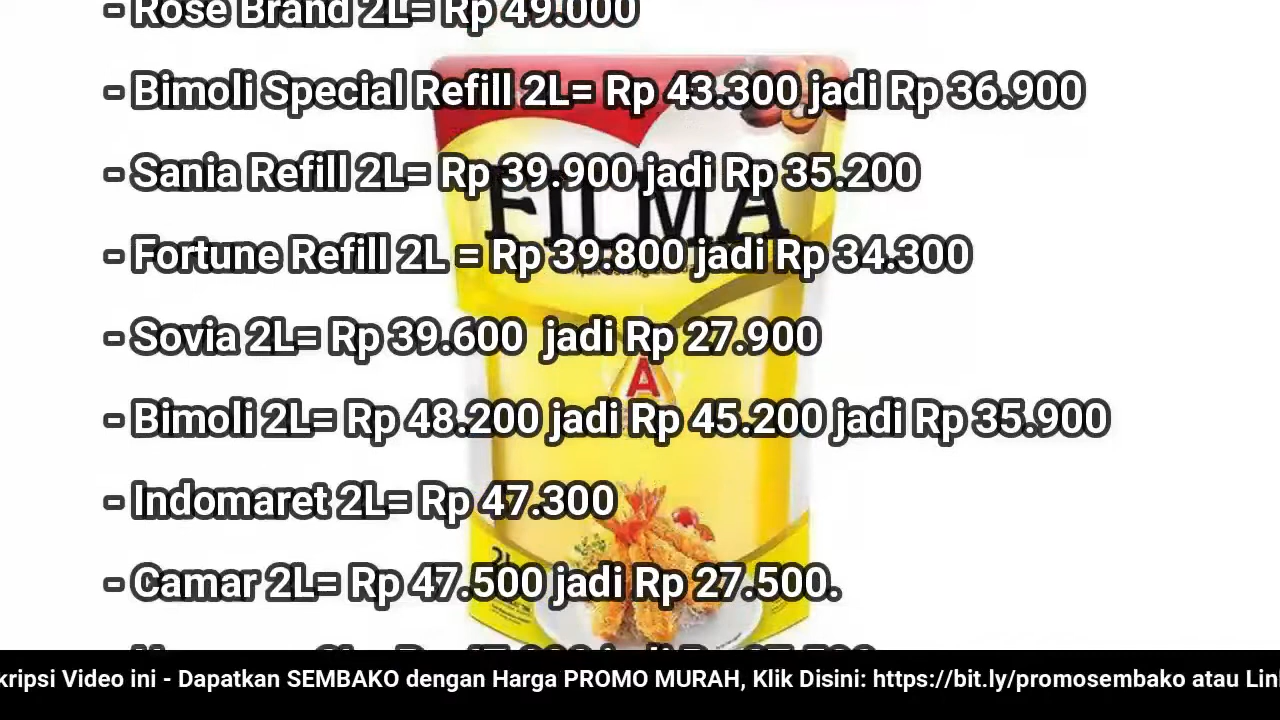 - Rose Brand 2L= Rp 49.000
- Bimoli Special Refill 2L= Rp 43.300 jadi Rp 36.900
- Sania Refill 2L= Rp 39.900 jadi Rp 35.200
FILMA
- Fortune Refill 2L = Rp 39.800 jadi Rp 34.300
- Sovia 2L= Rp 39.600 jadi Rp 27.900
A
- Bimoli 2L= Rp 48.200 jadi Rp 45.200 jadi Rp 35.900
- Indomaret 2L= Rp 47.300
- Camar 2L= Rp 47.500 jadi Rp 27.500.
kripsi Video ini - Dapatkan SEMBAKO dengan Harga PROMO MURAH, Klik Disini: https://bit.ly/promosembako atau Lin